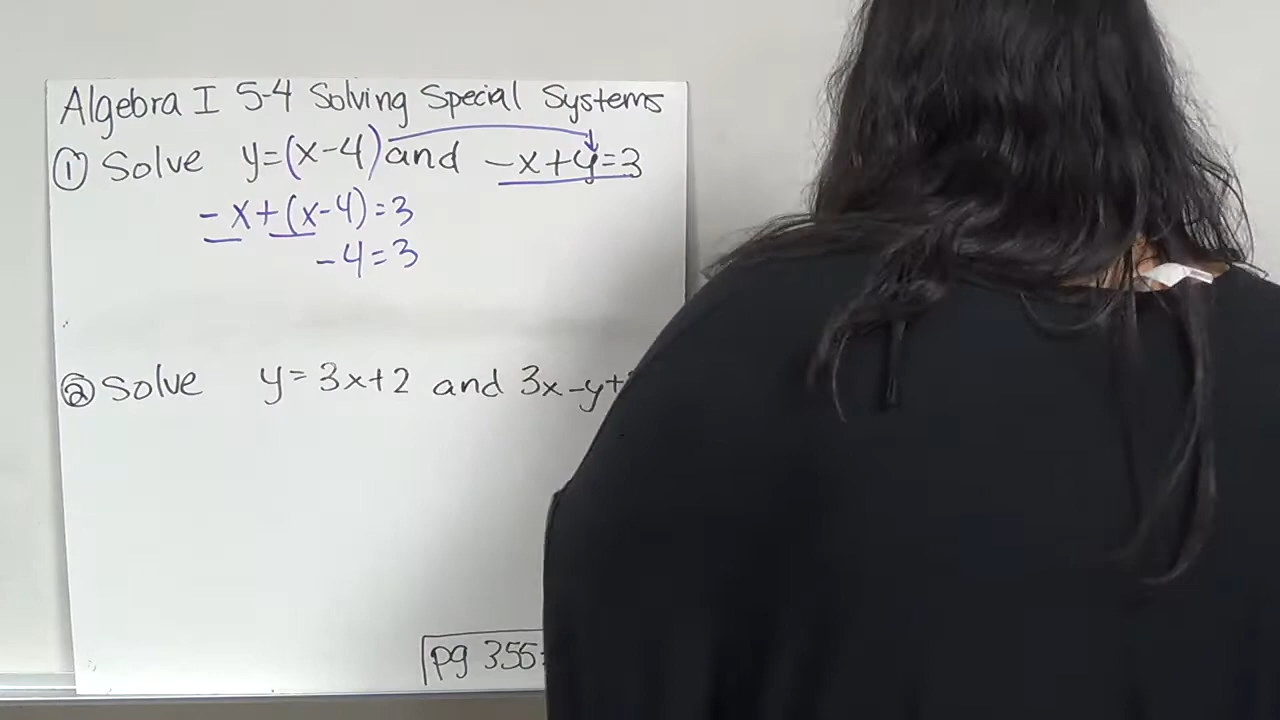 Algebra I 5-4 Solving Special Systems
① Solve y=(x-4) and -x+y=3
-x+(x-4)=3
-4=3
② Solve y=3x+2 and 3x-y+
pg 355